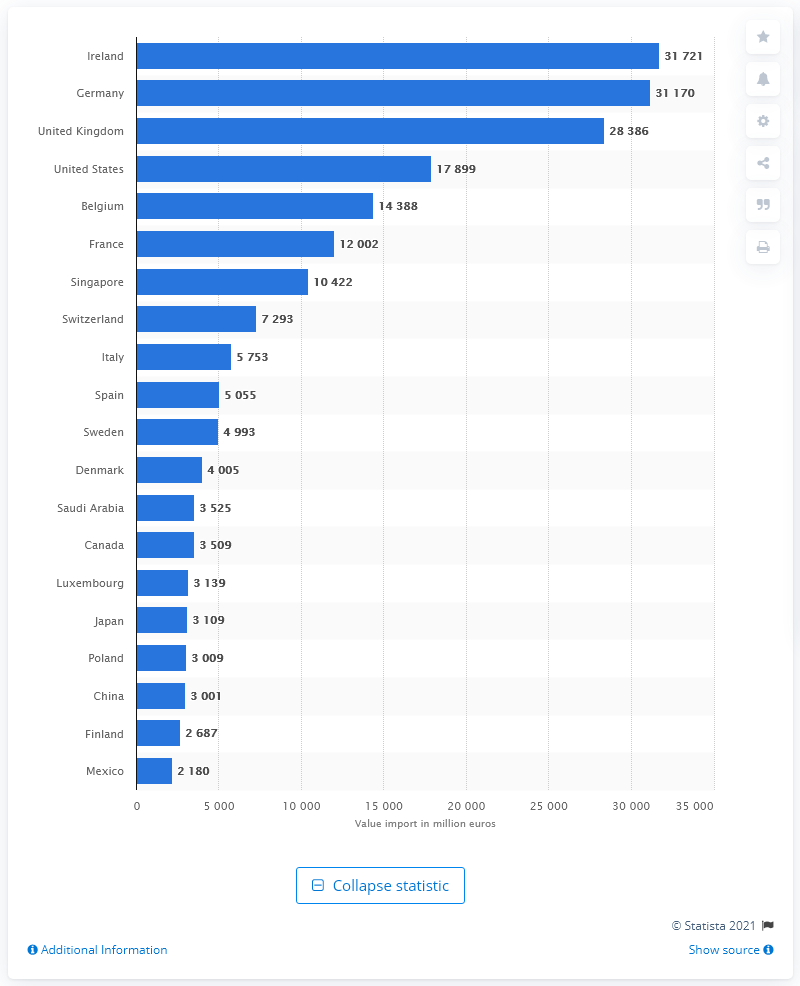 Ireland 31 721
Germany 31 170
United Kingdom 28 386
United States 17 899
Belgium 14 388
France 12 002
Singapore 10 422
Switzerland 7 293
Italy 5 753
Spain 5 055
Sweden 4 993
Denmark 4 005
Saudi Arabia 3 525
Canada 3 509
Luxembourg 3 139
Japan 3 109
Poland 3 009
China 3 001
Finland 2 687
Mexico 2 180
0 5 000 10 000 15 000 20 000 25 000 30 000 35 000
Value import in million euros
Collapse statistic
© Statista 2021
Additional Information Show source